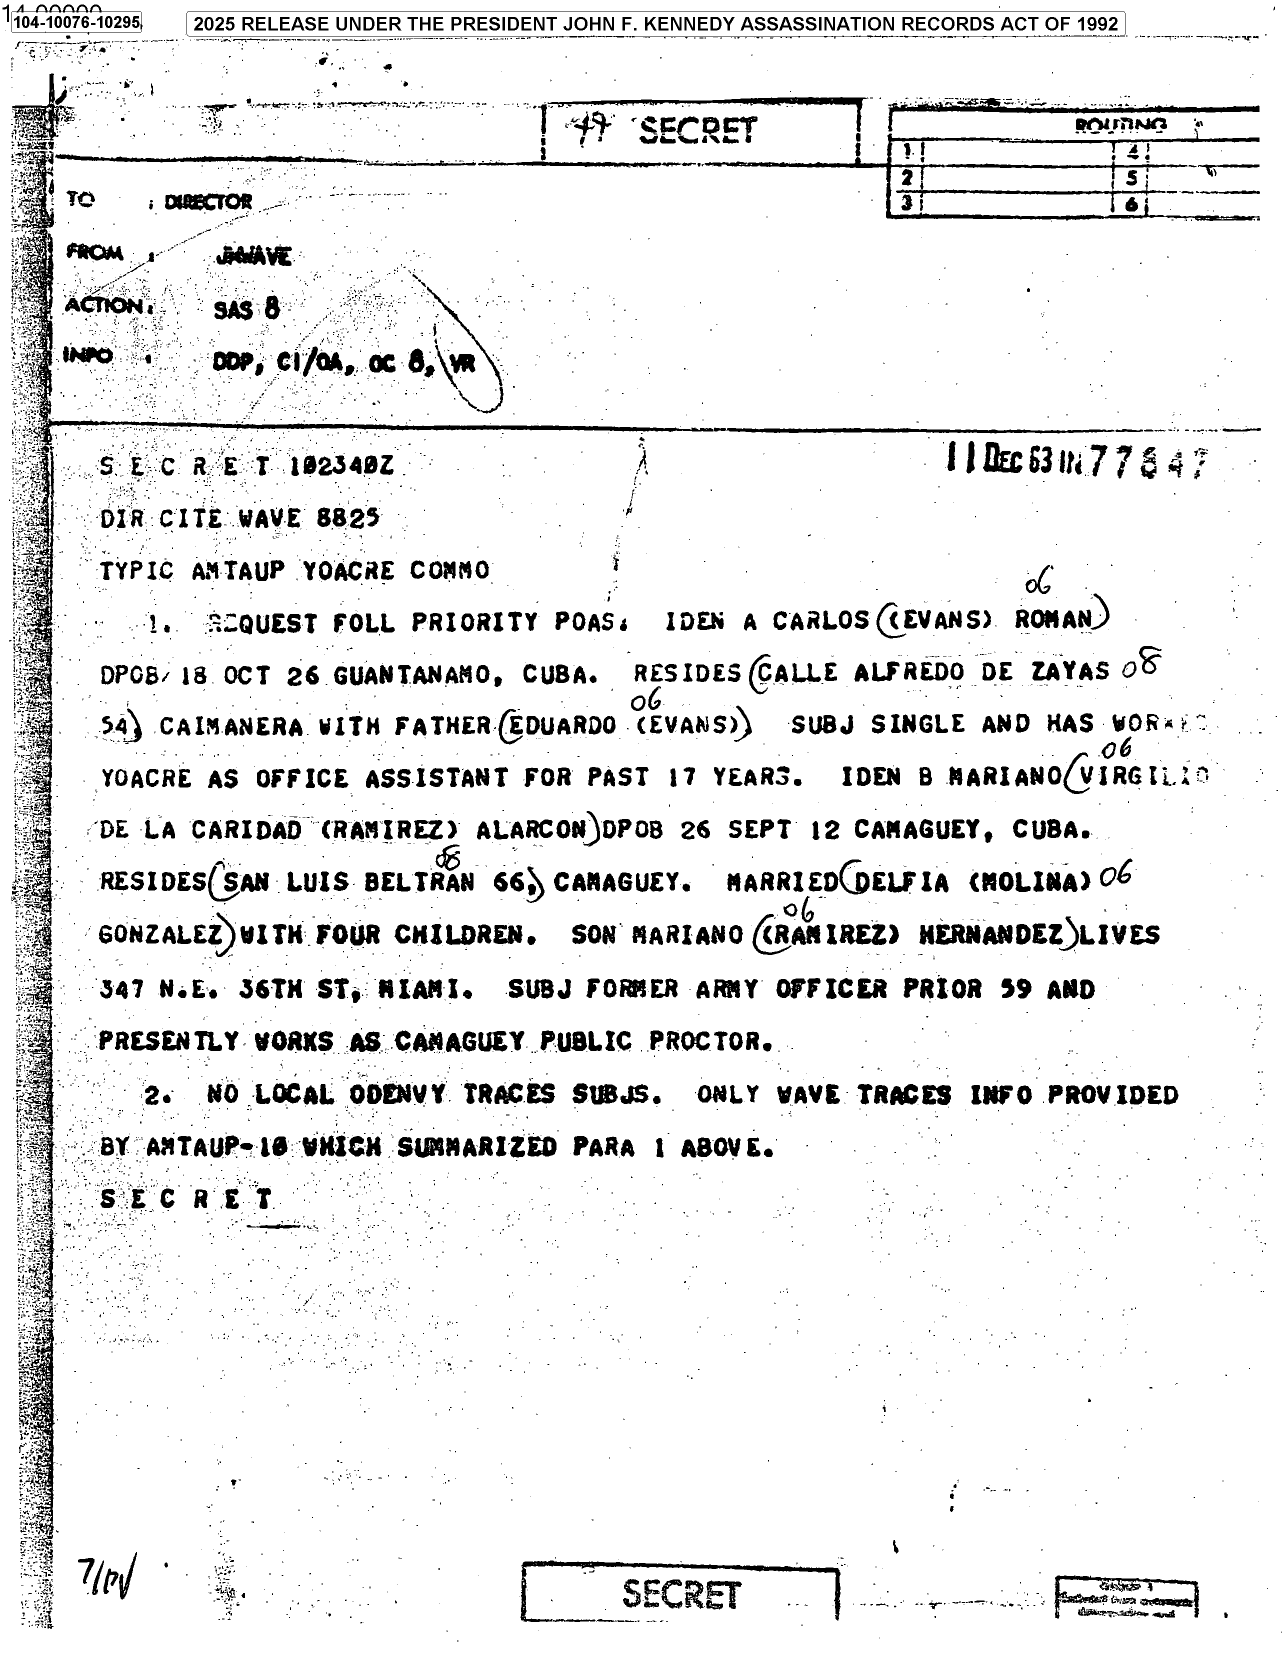 104-10076-10295
2025 RELEASE UNDER THE PRESIDENT JOHN F. KENNEDY ASSASSINATION RECORDS ACT OF 1992
SECRET
ROUTING
1 4
2 5
3 6
TO : DIRECTOR
FROM : JMWAVE
ACTION: SAS 8
INFO : DDP, CI/OA, OC 8, VR
S E C R E T 102340Z
11 DEC 63 IN 77847
DIR CITE WAVE 8825
TYPIC AMTAUP YOACRE COMMO
06
1. REQUEST FOLL PRIORITY POAS. IDEN A CARLOS ((EVANS) ROMAN)
DPOB/ 18 OCT 26 GUANTANAMO, CUBA. RESIDES (CALLE ALFREDO DE ZAYAS 08
06
54) CAIMANERA WITH FATHER (EDUARDO (EVANS)) SUBJ SINGLE AND HAS
06
YOACRE AS OFFICE ASSISTANT FOR PAST 17 YEARS. IDEN B MARIANO (VIRGILIO
DE LA CARIDAD (RAMIREZ) ALARCON) DPOB 26 SEPT 12 CAMAGUEY, CUBA.
08
RESIDES (SAN LUIS BELTRAN 66,) CAMAGUEY. MARRIED (DELFIA (MOLINA) 06
06
GONZALEZ) WITH FOUR CHILDREN. SON MARIANO ((RAMIREZ) HERNANDEZ) LIVES
347 N.E. 36TH ST, MIAMI. SUBJ FORMER ARMY OFFICER PRIOR 59 AND
PRESENTLY WORKS AS CAMAGUEY PUBLIC PROCTOR.
2. NO LOCAL ODENVY TRACES SUBJS. ONLY WAVE TRACES INFO PROVIDED
BY AMTAUP-10 WHICH SUMMARIZED PARA 1 ABOVE.
S E C R E T
SECRET